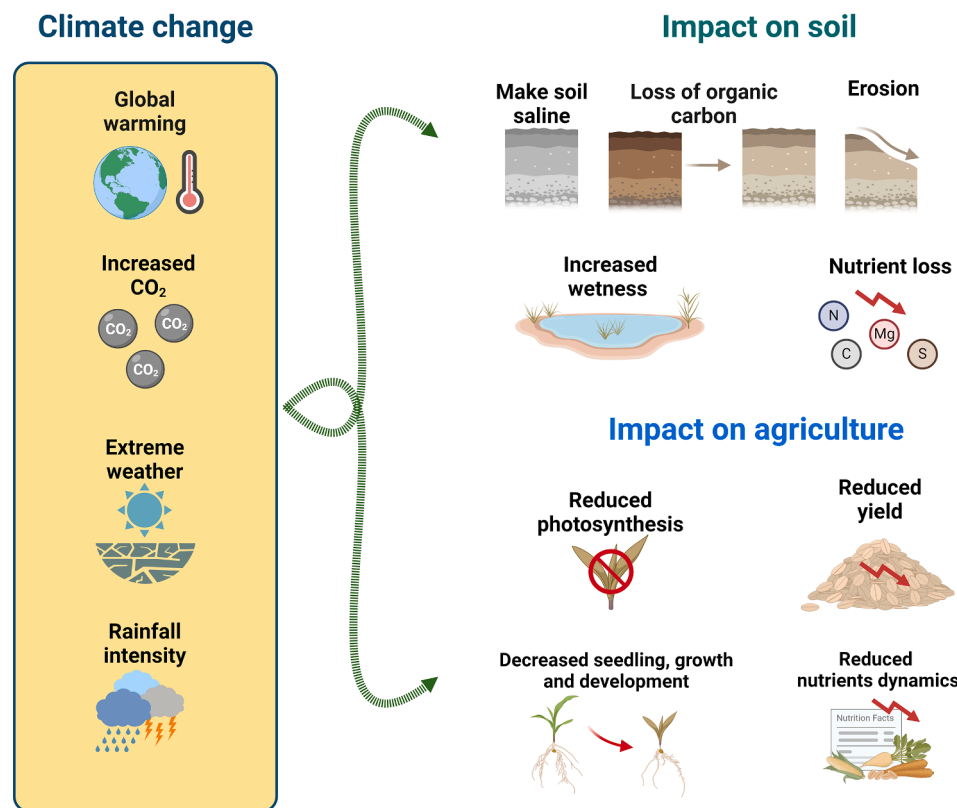 Climate change
Global
warming
Increased
CO₂
CO₂
CO₂
CO₂
Extreme
weather
Rainfall
intensity
Impact on soil
Make soil
saline
Loss of organic
carbon
Erosion
Increased
wetness
Nutrient loss
N
Mg
C
S
Impact on agriculture
Reduced
photosynthesis
Reduced
yield
Decreased seedling, growth
and development
Reduced
nutrients dynamics
Nutrition Facts